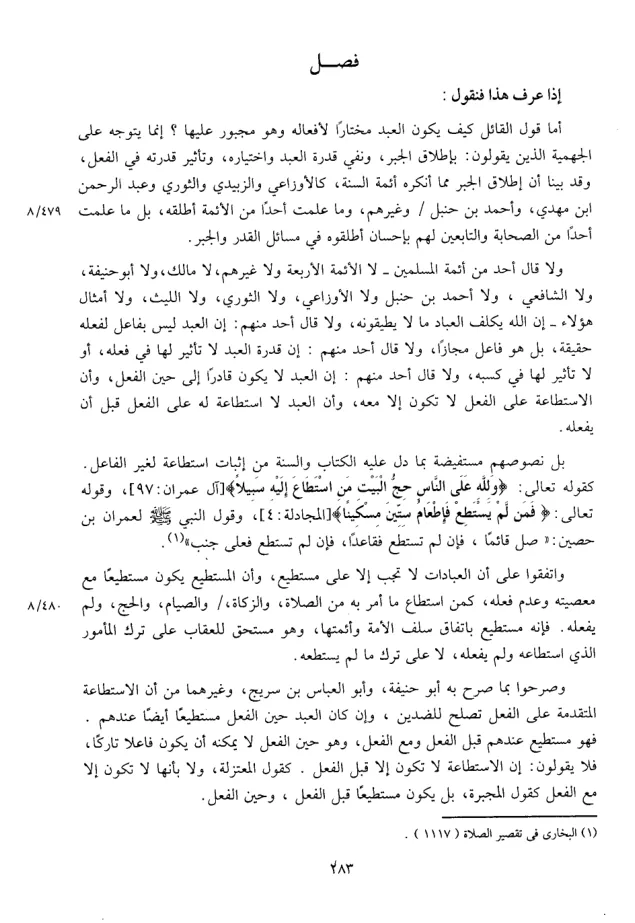 فصــل
إذا عرف هذا فنقول :
أما قول القائل كيف يكون العبد مختارًا لأفعاله وهو مجبور عليها ؟ إنما يتوجه على
الجهمية الذين يقولون: بإطلاق الجبر، ونفي قدرة العبد واختياره، وتأثير قدرته في الفعل،
وقد بينا أن إطلاق الجبر مما أنكره أئمة السنة، كالأوزاعي والزبيدي والثوري وعبد الرحمن
ابن مهدي، وأحمد بن حنبل / وغيرهم، وما علمت أحدًا من الأئمة أطلقه، بل ما علمت
٨/٤٧٩
أحدًا من الصحابة والتابعين لهم بإحسان أطلقوه في مسائل القدر والجبر.
ولا قال أحد من أئمة المسلمين ـ لا الأئمة الأربعة ولا غيرهم، لا مالك، ولا أبوحنيفة،
ولا الشافعي ، ولا أحمد بن حنبل ولا الأوزاعي، ولا الثوري، ولا الليث، ولا أمثال
هؤلاء ـ إن الله يكلف العباد ما لا يطيقونه، ولا قال أحد منهم: إن العبد ليس بفاعل لفعله
حقيقة، بل هو فاعل مجازًا، ولا قال أحد منهم : إن قدرة العبد لا تأثير لها في فعله، أو
لا تأثير لها في كسبه، ولا قال أحد منهم : إن العبد لا يكون قادرًا إلى حين الفعل، وأن
الاستطاعة على الفعل لا تكون إلا معه، وأن العبد لا استطاعة له على الفعل قبل أن
يفعله.
بل نصوصهم مستفيضة بما دل عليه الكتاب والسنة من إثبات استطاعة لغير الفاعل.
كقوله تعالى: ﴿وَلِلَّهِ عَلَى النَّاسِ حِجُّ الْبَيْتِ مَنِ اسْتَطَاعَ إِلَيْهِ سَبِيلاً﴾[آل عمران:٩٧]، وقوله
تعالى:﴿ فَمَن لَّمْ يَسْتَطِعْ فَإِطْعَامُ سِتِّينَ مِسْكِينًا﴾[المجادلة:٤]، وقول النبي ﷺ لعمران بن
حصين:« صل قائمًا ، فإن لم تستطع فقاعدًا، فإن لم تستطع فعلى جنب»(١).
واتفقوا على أن العبادات لا تجب إلا على مستطيع، وأن المستطيع يكون مستطيعًا مع
معصيته وعدم فعله، كمن استطاع ما أمر به من الصلاة، والزكاة،/ والصيام، والحج، ولم
٨/٤٨٠
يفعله. فإنه مستطيع باتفاق سلف الأمة وأئمتها، وهو مستحق للعقاب على ترك المأمور
الذي استطاعه ولم يفعله، لا على ترك ما لم يستطعه.
وصرحوا بما صرح به أبو حنيفة، وأبو العباس بن سريج، وغيرهما من أن الاستطاعة
المتقدمة على الفعل تصلح للضدين ، وإن كان العبد حين الفعل مستطيعًا أيضًا عندهم .
فهو مستطيع عندهم قبل الفعل ومع الفعل، وهو حين الفعل لا يمكنه أن يكون فاعلا تاركًا،
فلا يقولون: إن الاستطاعة لا تكون إلا قبل الفعل . كقول المعتزلة، ولا بأنها لا تكون إلا
مع الفعل كقول المجبرة، بل يكون مستطيعًا قبل الفعل ، وحين الفعل.
(١) البخارى فى تقصير الصلاة ( ١١١٧ ) .
٢٨٣